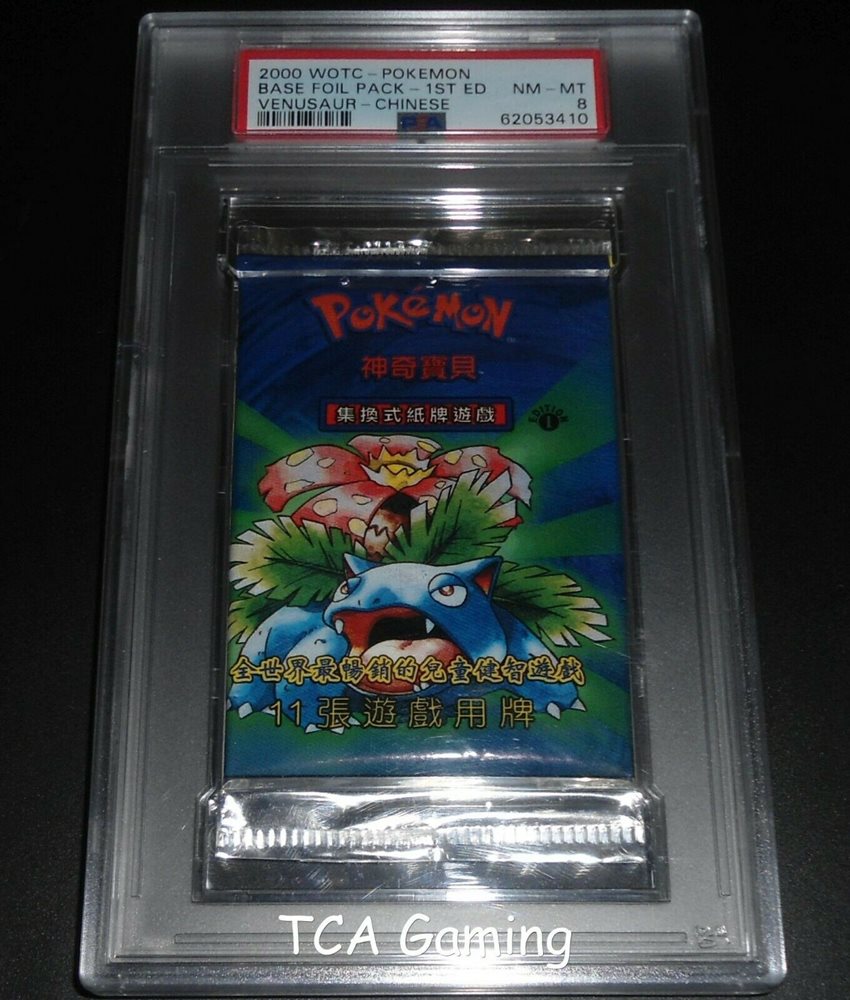 2000 WOTC - POKEMON
BASE FOIL PACK - 1ST ED NM - MT
VENUSAUR - CHINESE 8
PSA 62053410
POKéMON
神奇寶貝
集換式紙牌遊戲
EDITION 1
全世界最暢銷的兒童健智遊戲
11張遊戲用牌
TCA Gaming